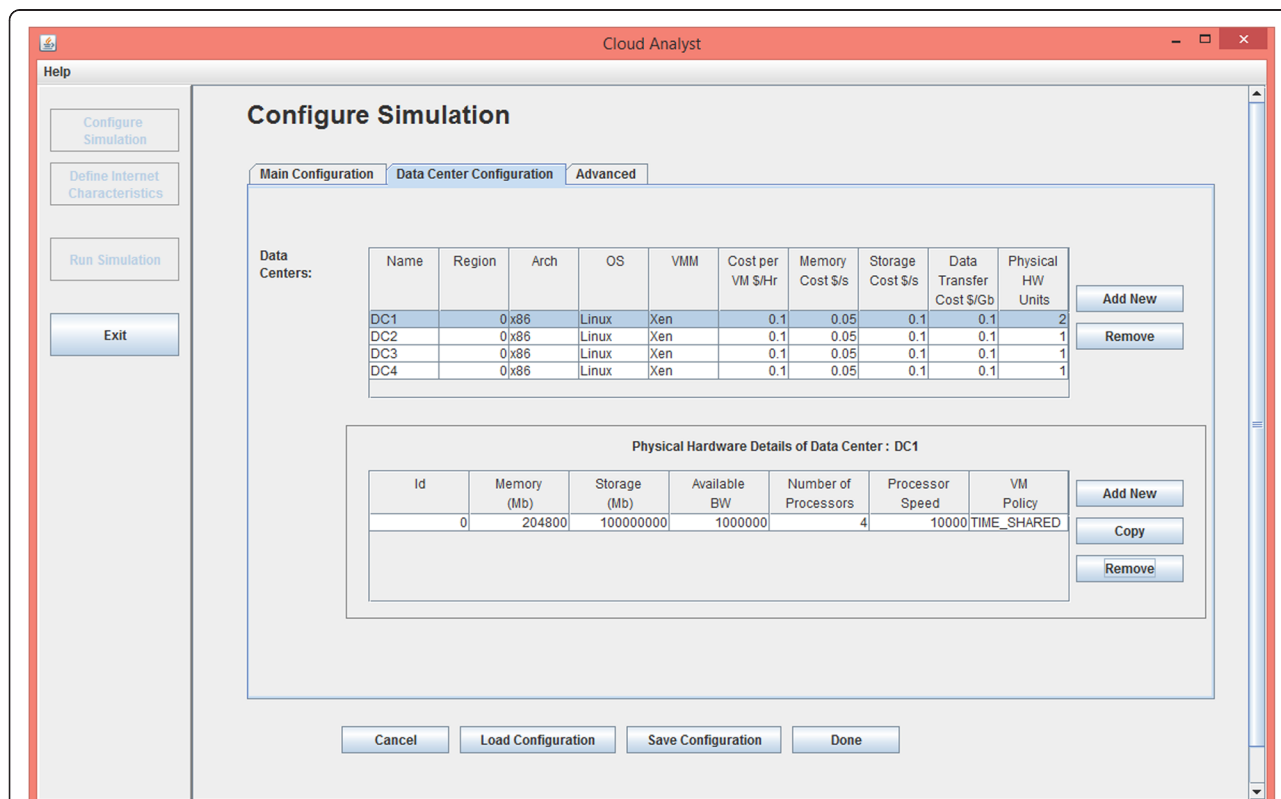 Cloud Analyst
Help
Configure
Simulation
Define Internet
Characteristics
Run Simulation
Exit
Configure Simulation
Main Configuration Data Center Configuration Advanced
Data
Centers:
Name Region Arch OS VMM Cost per VM $/Hr Memory Cost $/s Storage Cost $/s Data Transfer Cost $/Gb Physical HW Units
DC1 0 x86 Linux Xen 0.1 0.05 0.1 0.1 2
DC2 0 x86 Linux Xen 0.1 0.05 0.1 0.1 1
DC3 0 x86 Linux Xen 0.1 0.05 0.1 0.1 1
DC4 0 x86 Linux Xen 0.1 0.05 0.1 0.1 1
Add New
Remove
Physical Hardware Details of Data Center : DC1
Id Memory (Mb) Storage (Mb) Available BW Number of Processors Processor Speed VM Policy
0 204800 100000000 1000000 4 10000 TIME_SHARED
Add New
Copy
Remove
Cancel Load Configuration Save Configuration Done